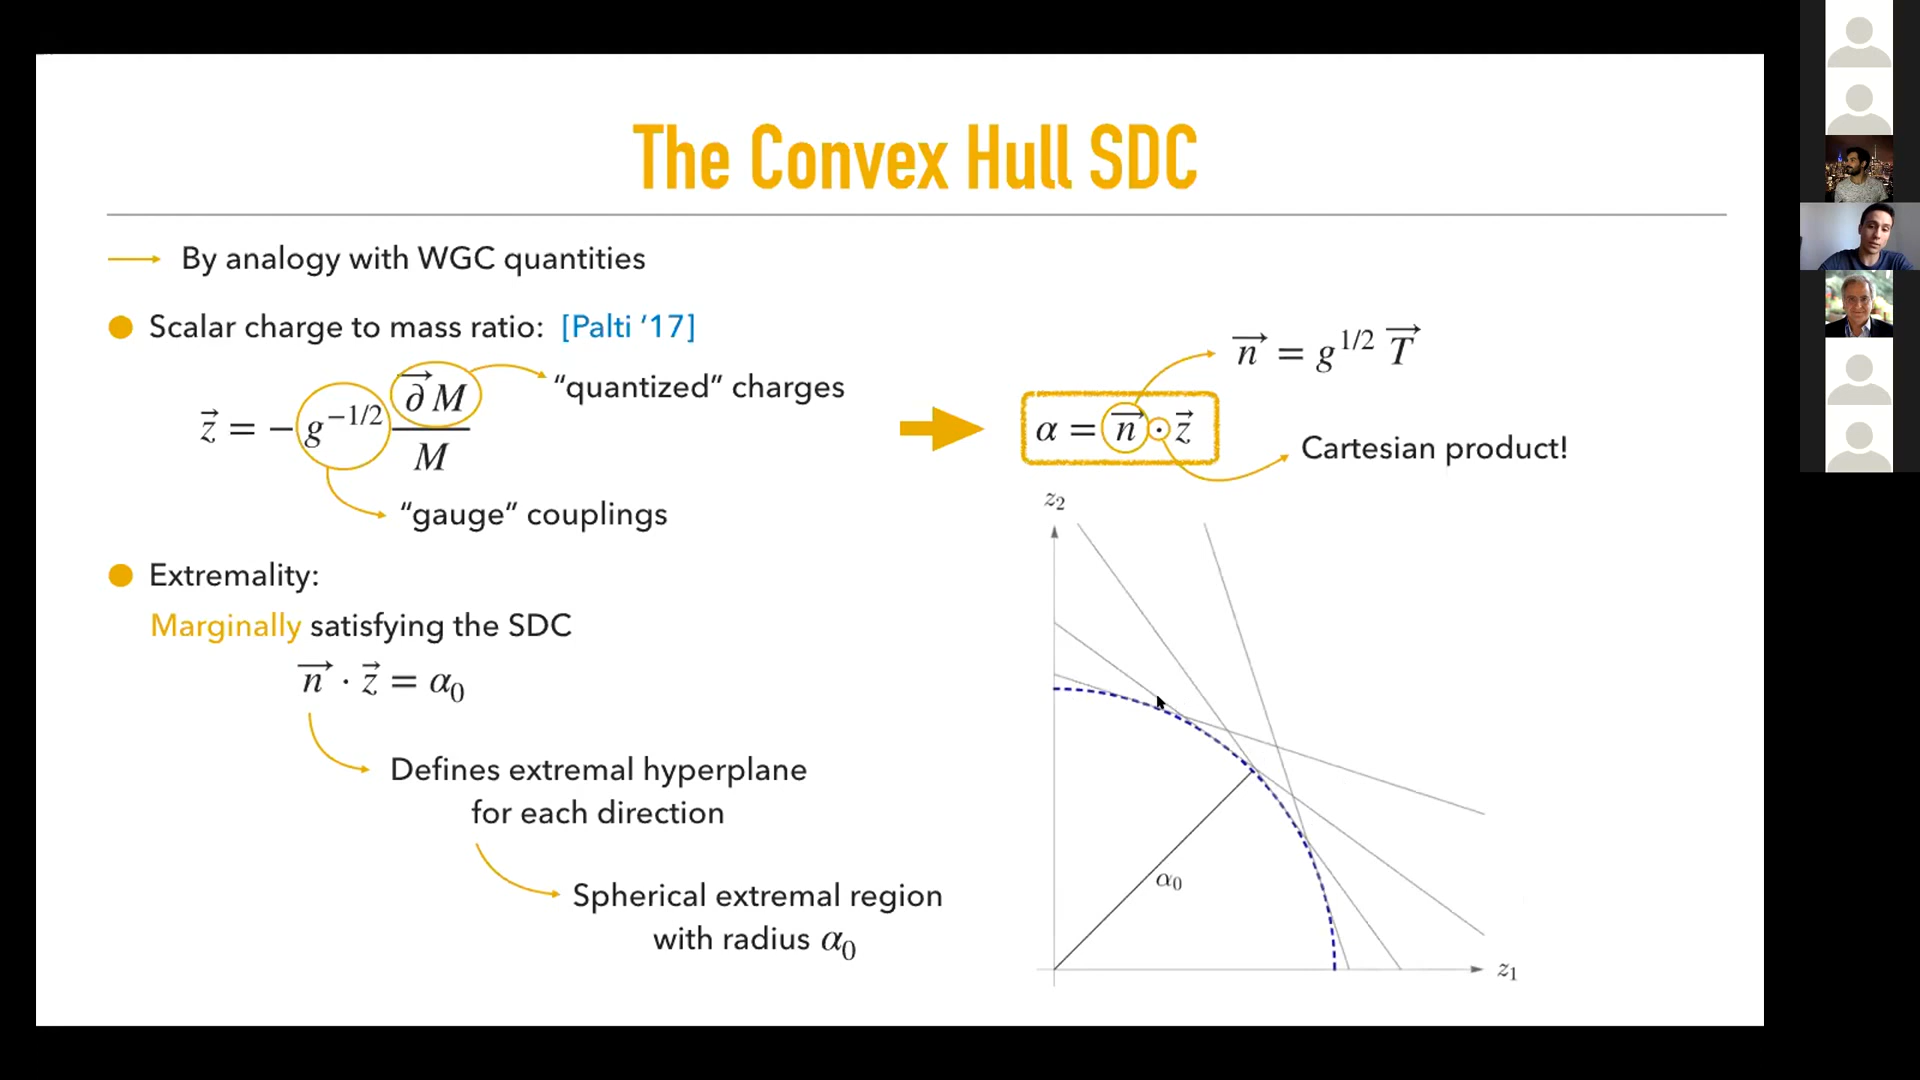 The Convex Hull SDC
By analogy with WGC quantities
Scalar charge to mass ratio: [Palti ’17]
$\vec{z} = -g^{-1/2} \frac{\vec{\partial} M}{M}$
“quantized” charges
“gauge” couplings
Extremality:
Marginally satisfying the SDC
$\vec{n} \cdot \vec{z} = \alpha_0$
Defines extremal hyperplane
for each direction
Spherical extremal region
with radius $\alpha_0$
$\vec{n} = g^{1/2} \vec{T}$
$\alpha = \vec{n} \cdot \vec{z}$
Cartesian product!
$z_2$
$\alpha_0$
$z_1$